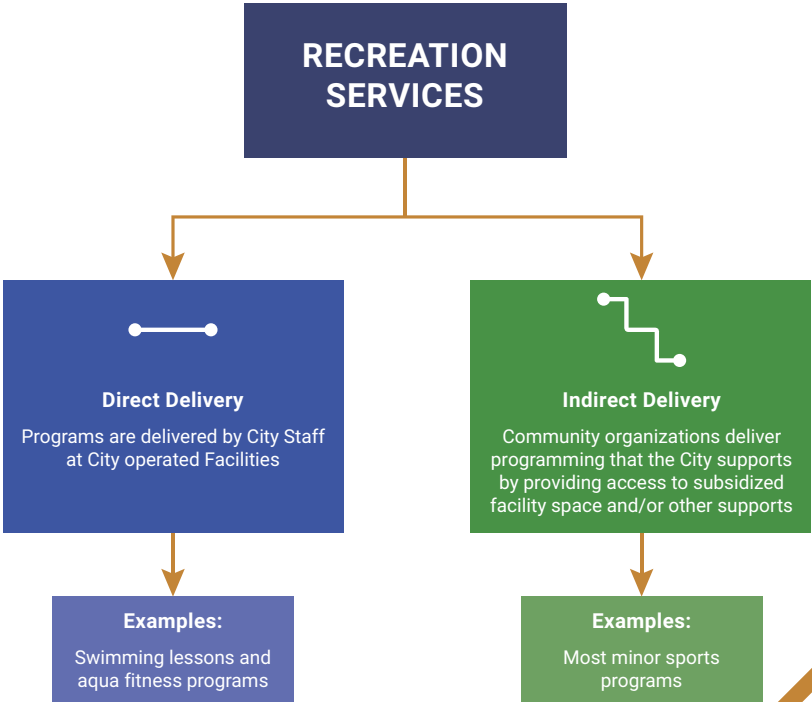 RECREATION
SERVICES
Direct Delivery
Programs are delivered by City Staff
at City operated Facilities
Indirect Delivery
Community organizations deliver
programming that the City supports
by providing access to subsidized
facility space and/or other supports
Examples:
Swimming lessons and
aqua fitness programs
Examples:
Most minor sports
programs